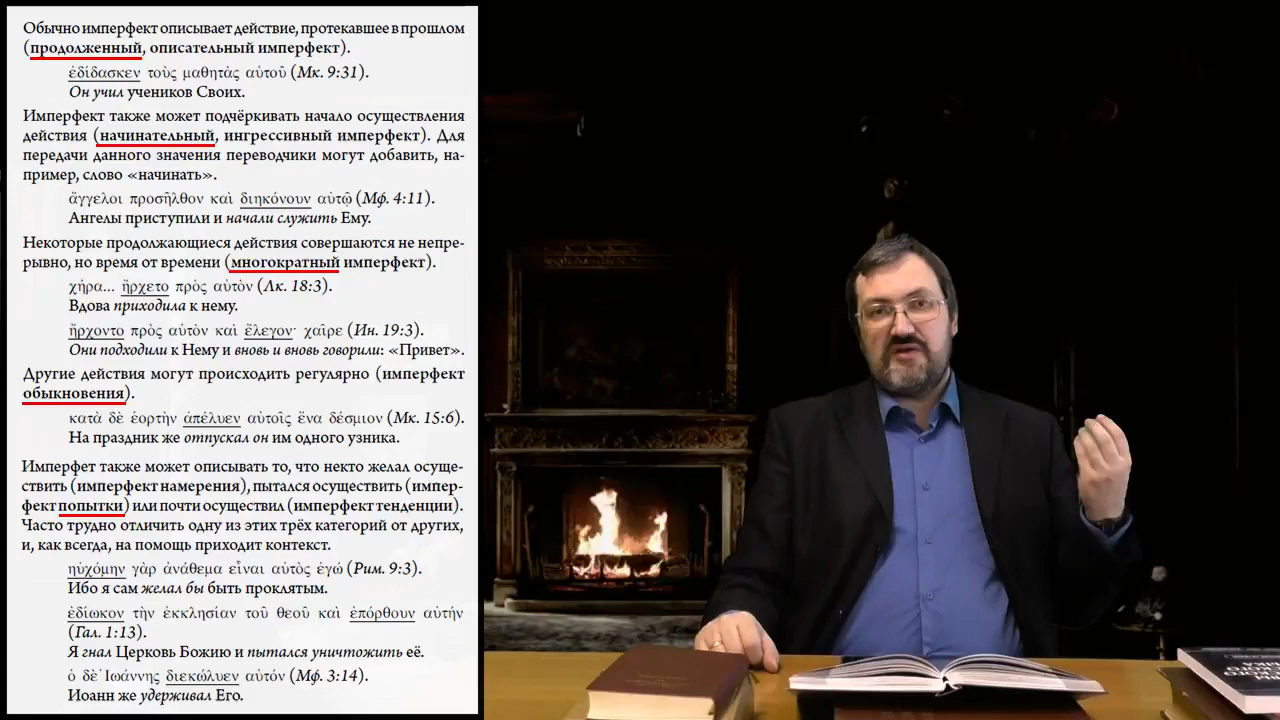 Обычно имперфект описывает действие, протекавшее в прошлом
(продолженный, описательный имперфект).
ἐδίδασκεν τοὺς μαθητὰς αὐτοῦ (Мк. 9:31).
Он учил учеников Своих.
Имперфект также может подчёркивать начало осуществления
действия (начинательный, ингрессивный имперфект). Для
передачи данного значения переводчики могут добавить, на-
пример, слово «начинать».
ἄγγελοι προσῆλθον καὶ διηκόνουν αὐτῷ (Мф. 4:11).
Ангелы приступили и начали служить Ему.
Некоторые продолжающиеся действия совершаются не непре-
рывно, но время от времени (многократный имперфект).
χήρα... ἤρχετο πρὸς αὐτὸν (Лк. 18:3).
Вдова приходила к нему.
ἤρχοντο πρὸς αὐτὸν καὶ ἔλεγον· χαῖρε (Ин. 19:3).
Они подходили к Нему и вновь и вновь говорили: «Привет».
Другие действия могут происходить регулярно (имперфект
обыкновения).
κατὰ δὲ ἑορτὴν ἀπέλυεν αὐτοῖς ἕνα δέσμιον (Мк. 15:6).
На праздник же отпускал он им одного узника.
Имперфет также может описывать то, что некто желал осуще-
ствить (имперфект намерения), пытался осуществить (импер-
фект попытки) или почти осуществил (имперфект тенденции).
Часто трудно отличить одну из этих трёх категорий от других,
и, как всегда, на помощь приходит контекст.
ηὐχόμην γὰρ ἀνάθεμα εἶναι αὐτὸς ἐγώ (Рим. 9:3).
Ибо я сам желал бы быть проклятым.
ἐδίωκον τὴν ἐκκλησίαν τοῦ θεοῦ καὶ ἐπόρθουν αὐτήν
(Гал. 1:13).
Я гнал Церковь Божию и пытался уничтожить её.
ὁ δὲ Ἰωάννης διεκώλυεν αὐτόν (Мф. 3:14).
Иоанн же удерживал Его.